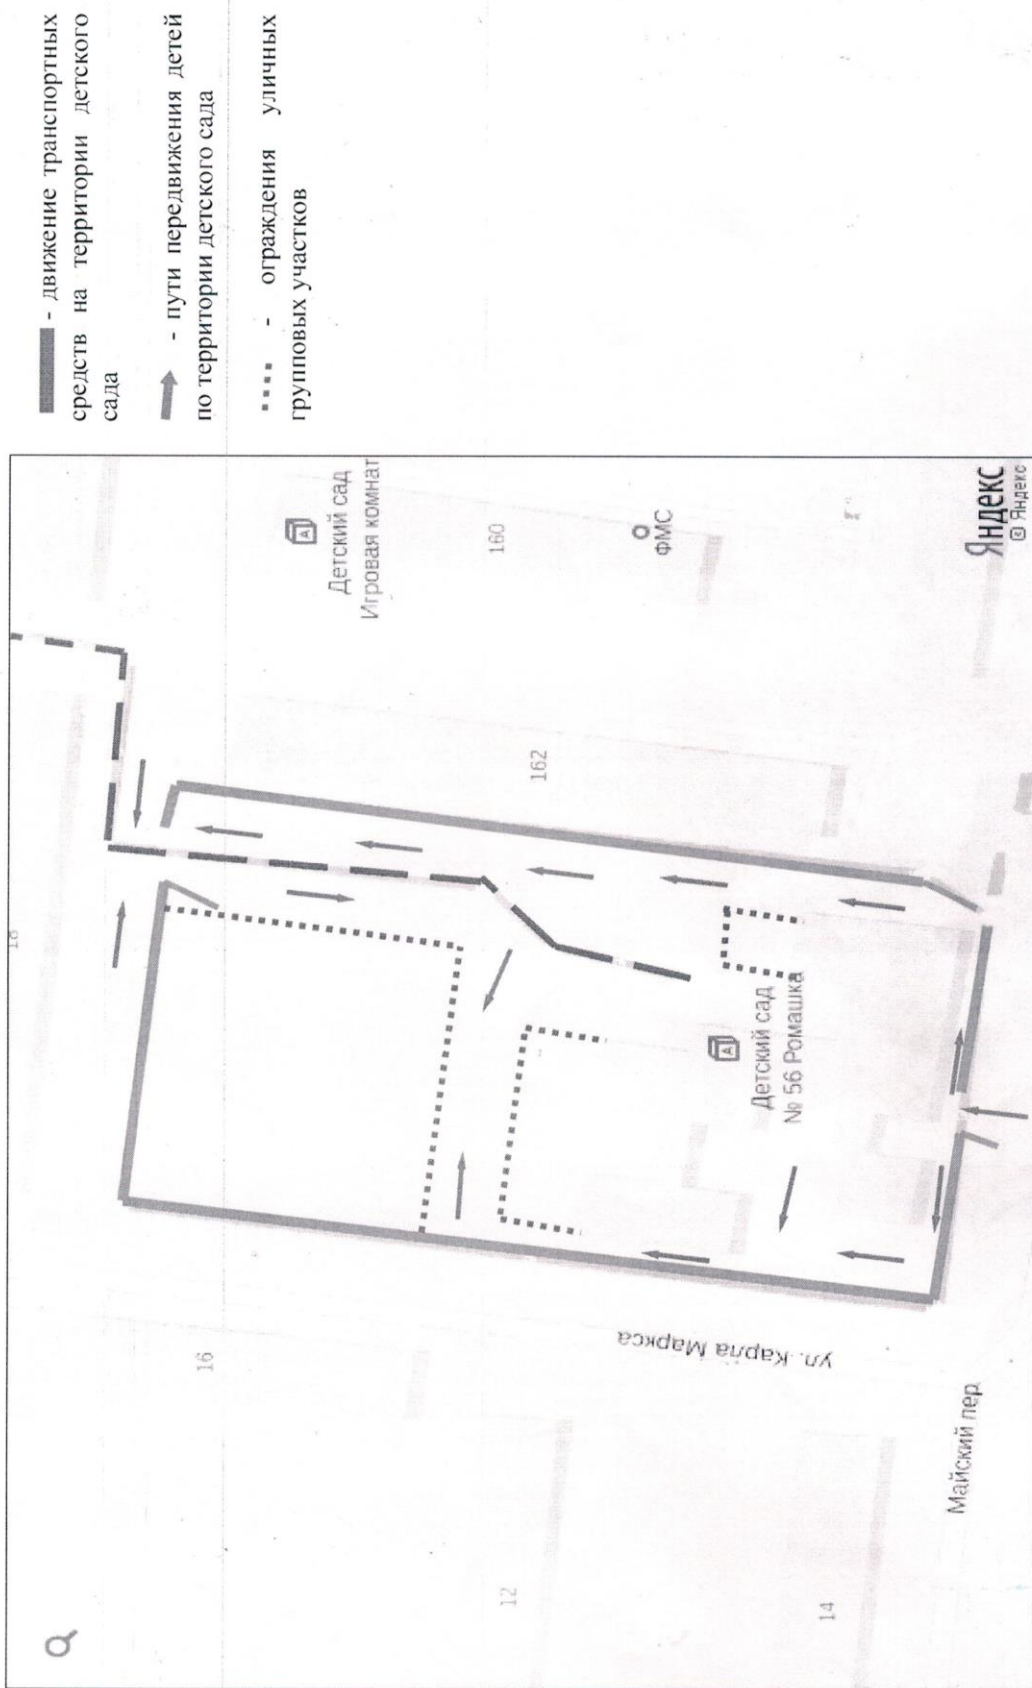 - движение транспортных
средств на территории детского
сада
- пути передвижения детей
по территории детского сада
- ограждения уличных
групповых участков
Детский сад
Игровая комнат
160
ФМС
18
162
Детский сад
№ 56 Ромашка
16
ул. Карла Маркса
Майский пер.
12
14
Яндекс
© Яндекс